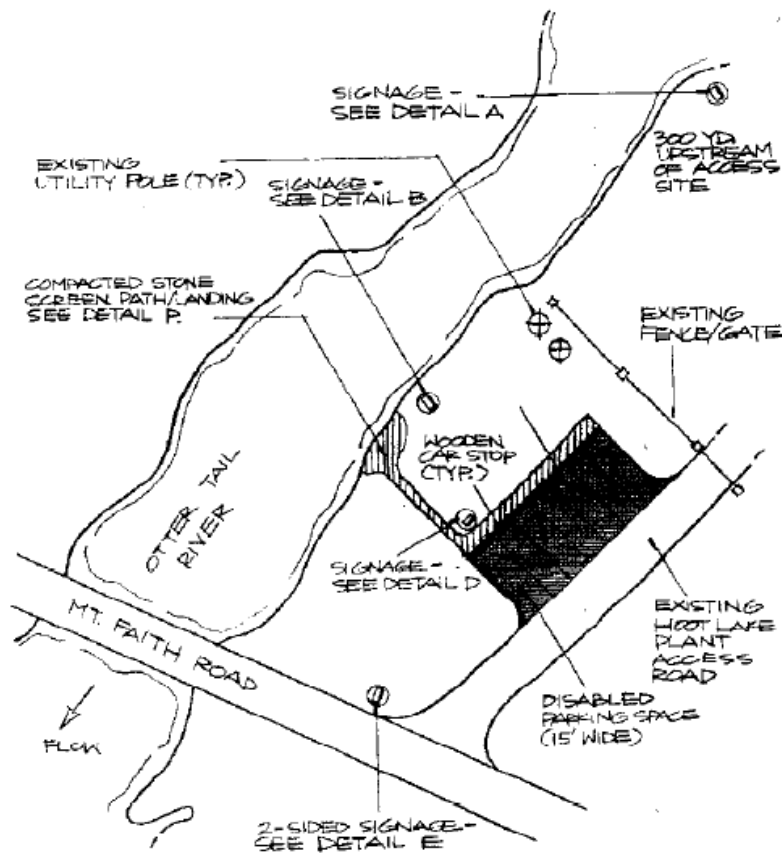 SIGNAGE-
SEE DETAIL A
300 YD.
UPSTREAM
OF ACCESS
SITE
EXISTING
UTILITY POLE (TYP.)
SIGNAGE-
SEE DETAIL B
COMPACTED STONE
SCREEN PATH/LANDING
SEE DETAIL P.
EXISTING
FENCE/GATE
WOODEN
CAR STOP
(TYP.)
OTTER TAIL
RIVER
SIGNAGE-
SEE DETAIL D
MT. FAITH ROAD
EXISTING
HOOT LAKE
PLANT
ACCESS
ROAD
DISABLED
PARKING SPACE
(15' WIDE)
FLOW
2-SIDED SIGNAGE-
SEE DETAIL E